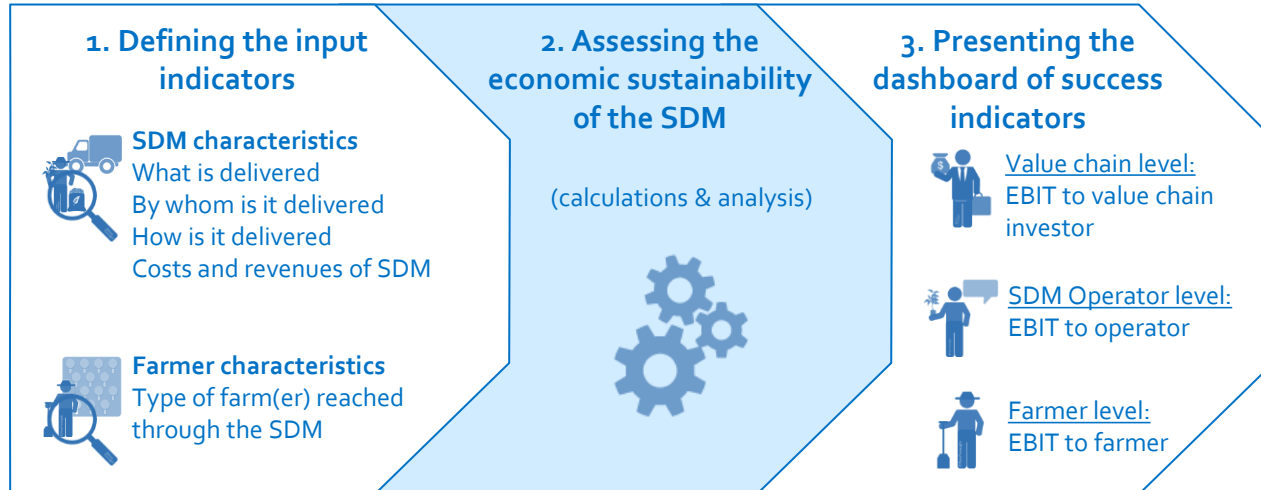 1. Defining the input
indicators
SDM characteristics
What is delivered
By whom is it delivered
How is it delivered
Costs and revenues of SDM
Farmer characteristics
Type of farm(er) reached
through the SDM
2. Assessing the
economic sustainability
of the SDM
(calculations & analysis)
3. Presenting the
dashboard of success
indicators
$
Value chain level:
EBIT to value chain
investor
SDM Operator level:
EBIT to operator
Farmer level:
EBIT to farmer